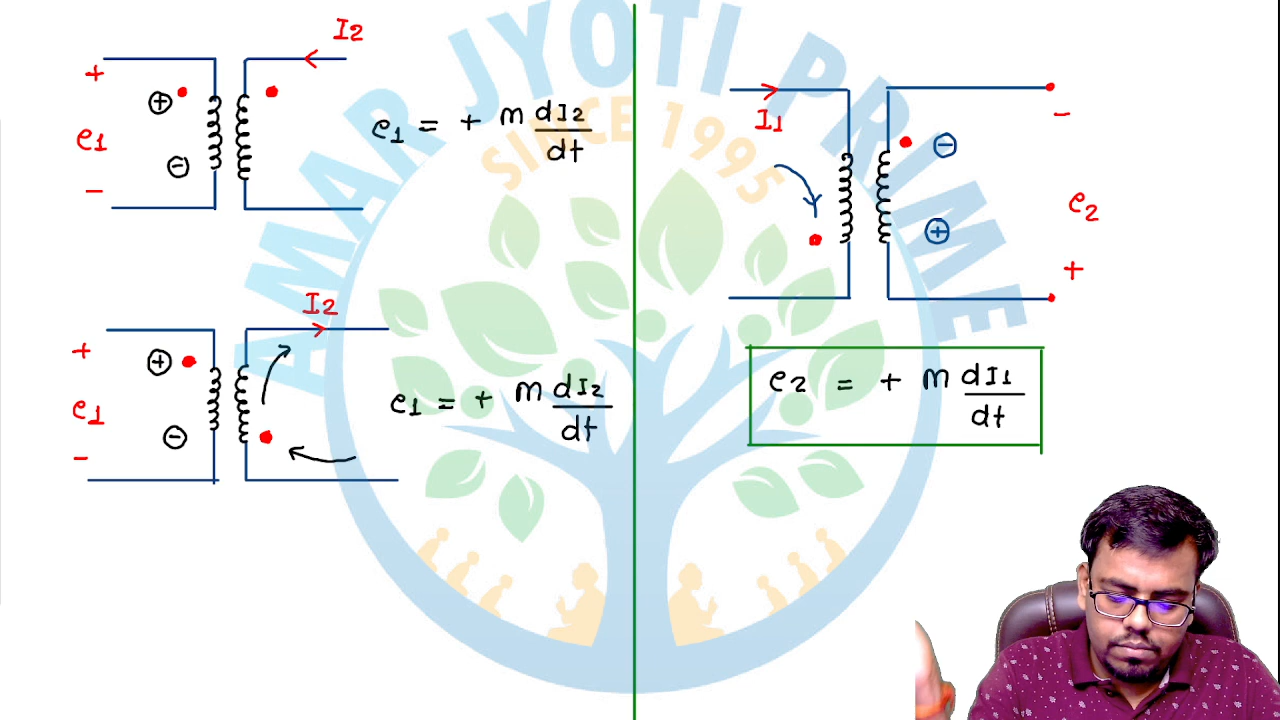 I2
+
e1
-
+
-
e1 = + m dI2/dt
I2
+
e1
-
+
-
e1 = + m dI2/dt
I1
-
+
-
e2
+
e2 = + m dI1/dt
AMAR JYOTI PRIME
SINCE 1995